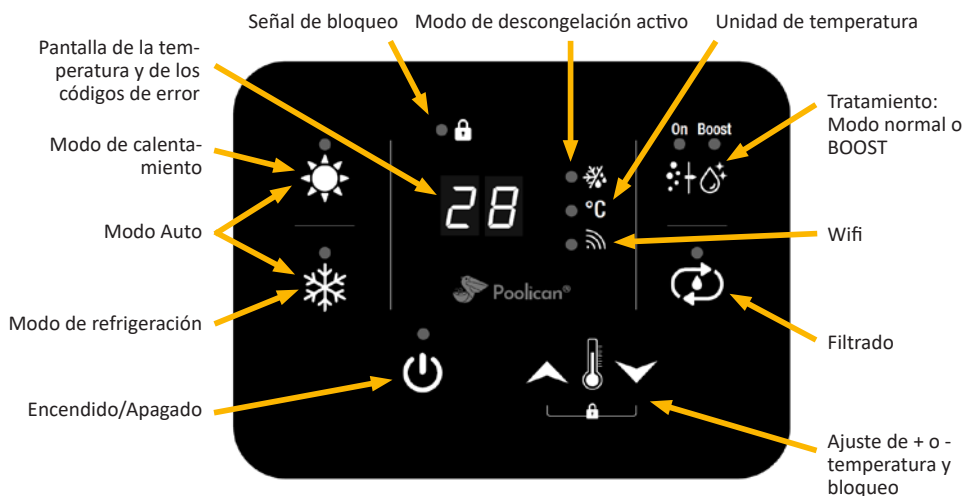 Señal de bloqueo
Modo de descongelación activo
Unidad de temperatura
Pantalla de la tem-
peratura y de los
códigos de error
Tratamiento:
Modo normal o
BOOST
On Boost
Modo de calenta-
miento
28
°C
Modo Auto
Wifi
Poolican®
Modo de refrigeración
Filtrado
Encendido/Apagado
Ajuste de + o -
temperatura y
bloqueo